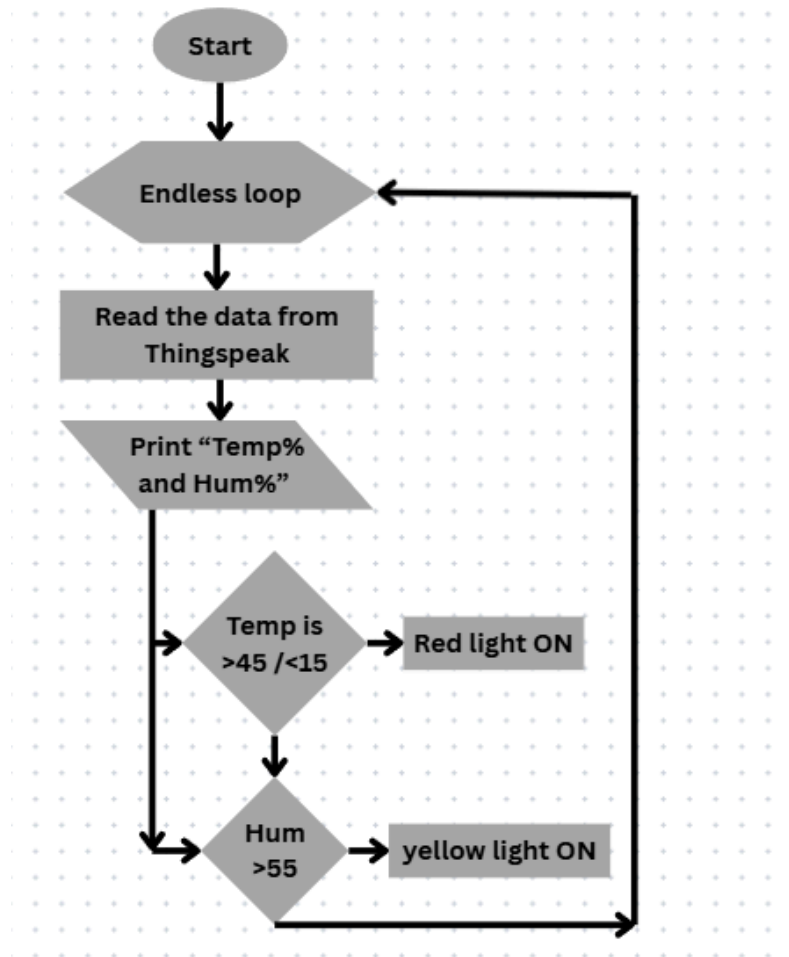 Start
Endless loop
Read the data from
Thingspeak
Print “Temp%
and Hum%”
Temp is
>45 /<15
Red light ON
Hum
>55
yellow light ON